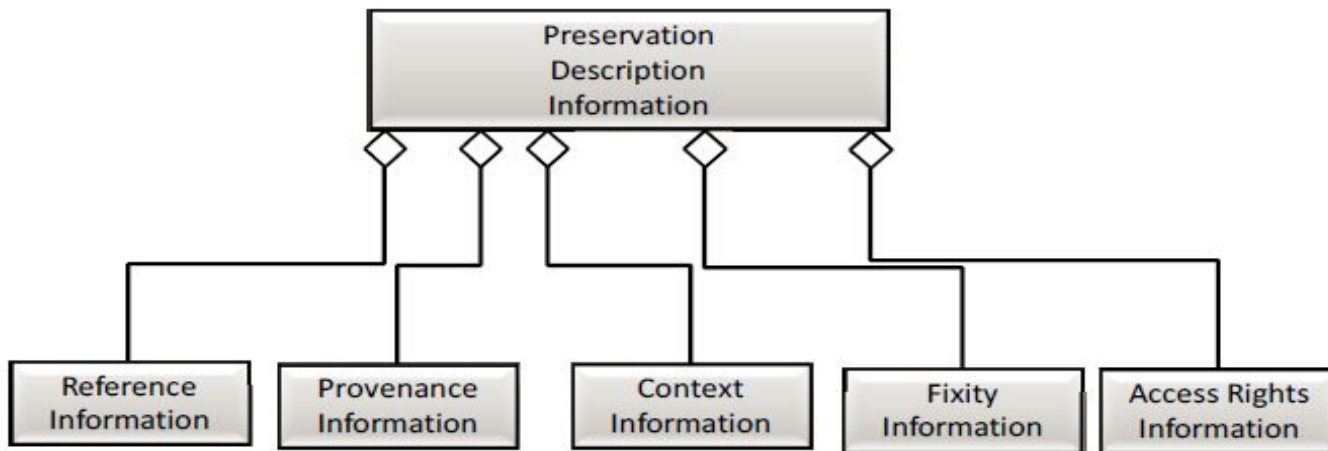 Preservation
Description
Information
Reference
Information
Provenance
Information
Context
Information
Fixity
Information
Access Rights
Information